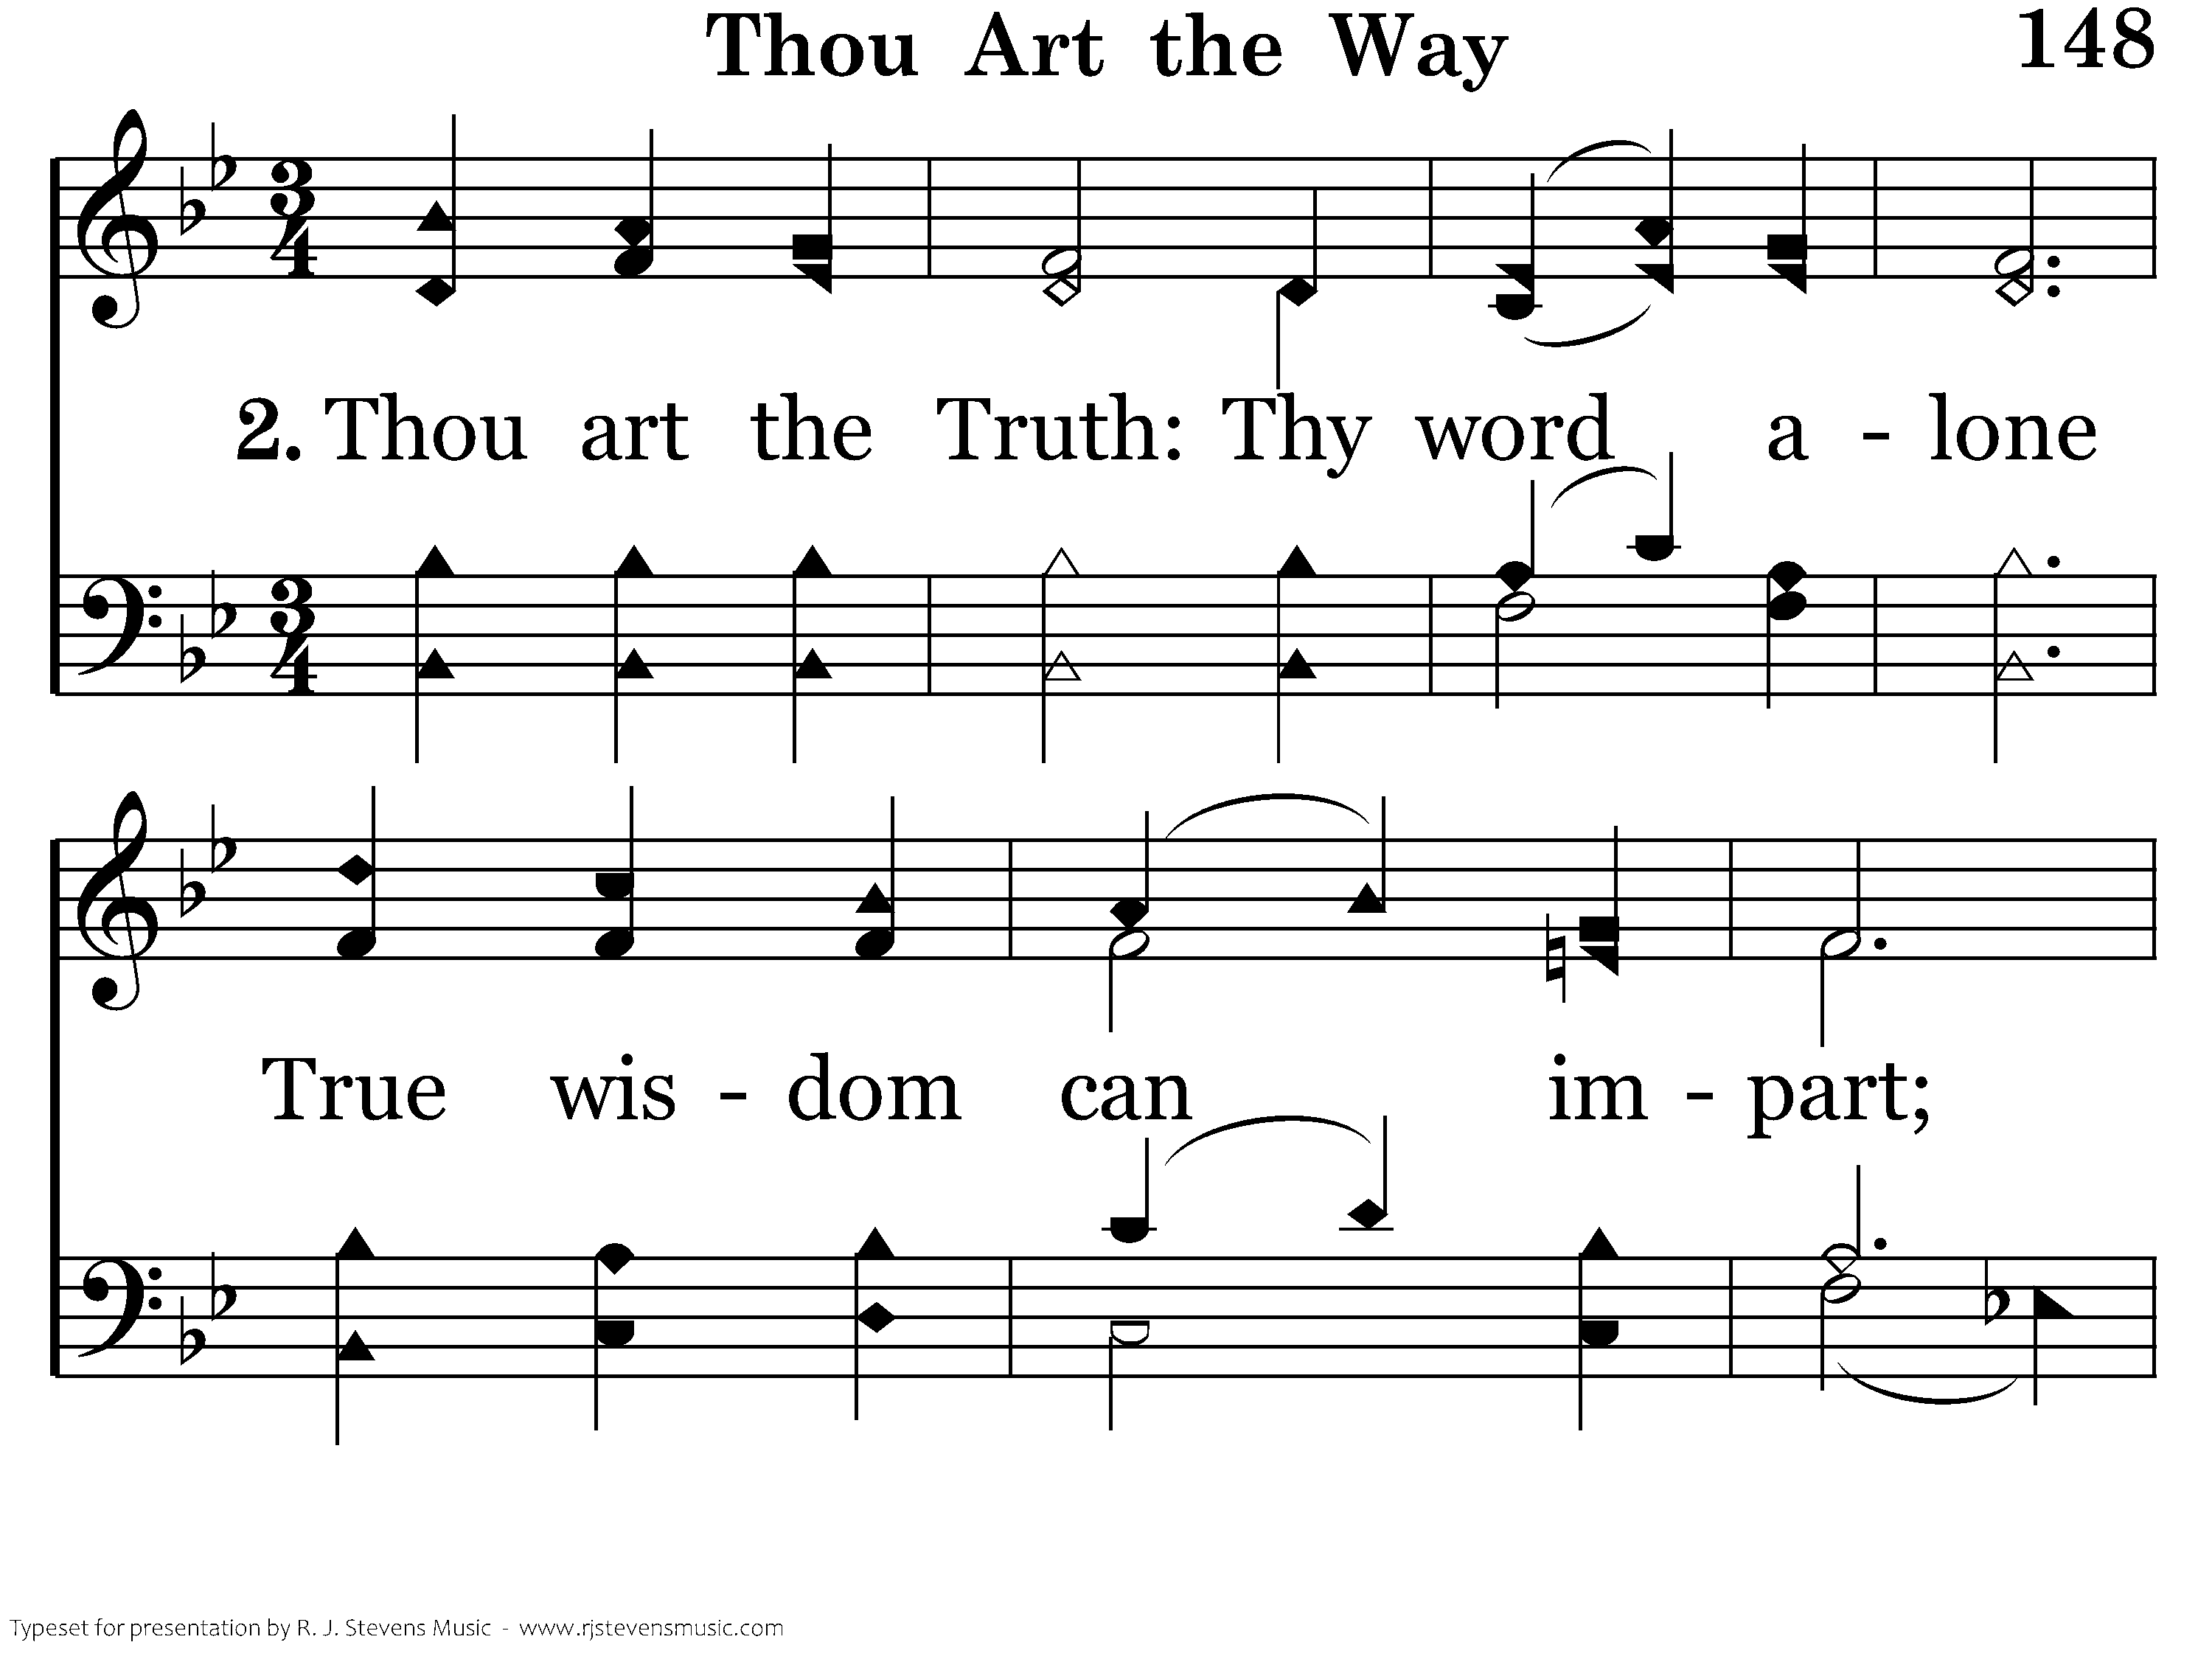 Thou Art the Way 148
2. Thou art the Truth: Thy word a - lone
True wis - dom can im - part;
Typeset for presentation by R. J. Stevens Music - www.rjstevensmusic.com